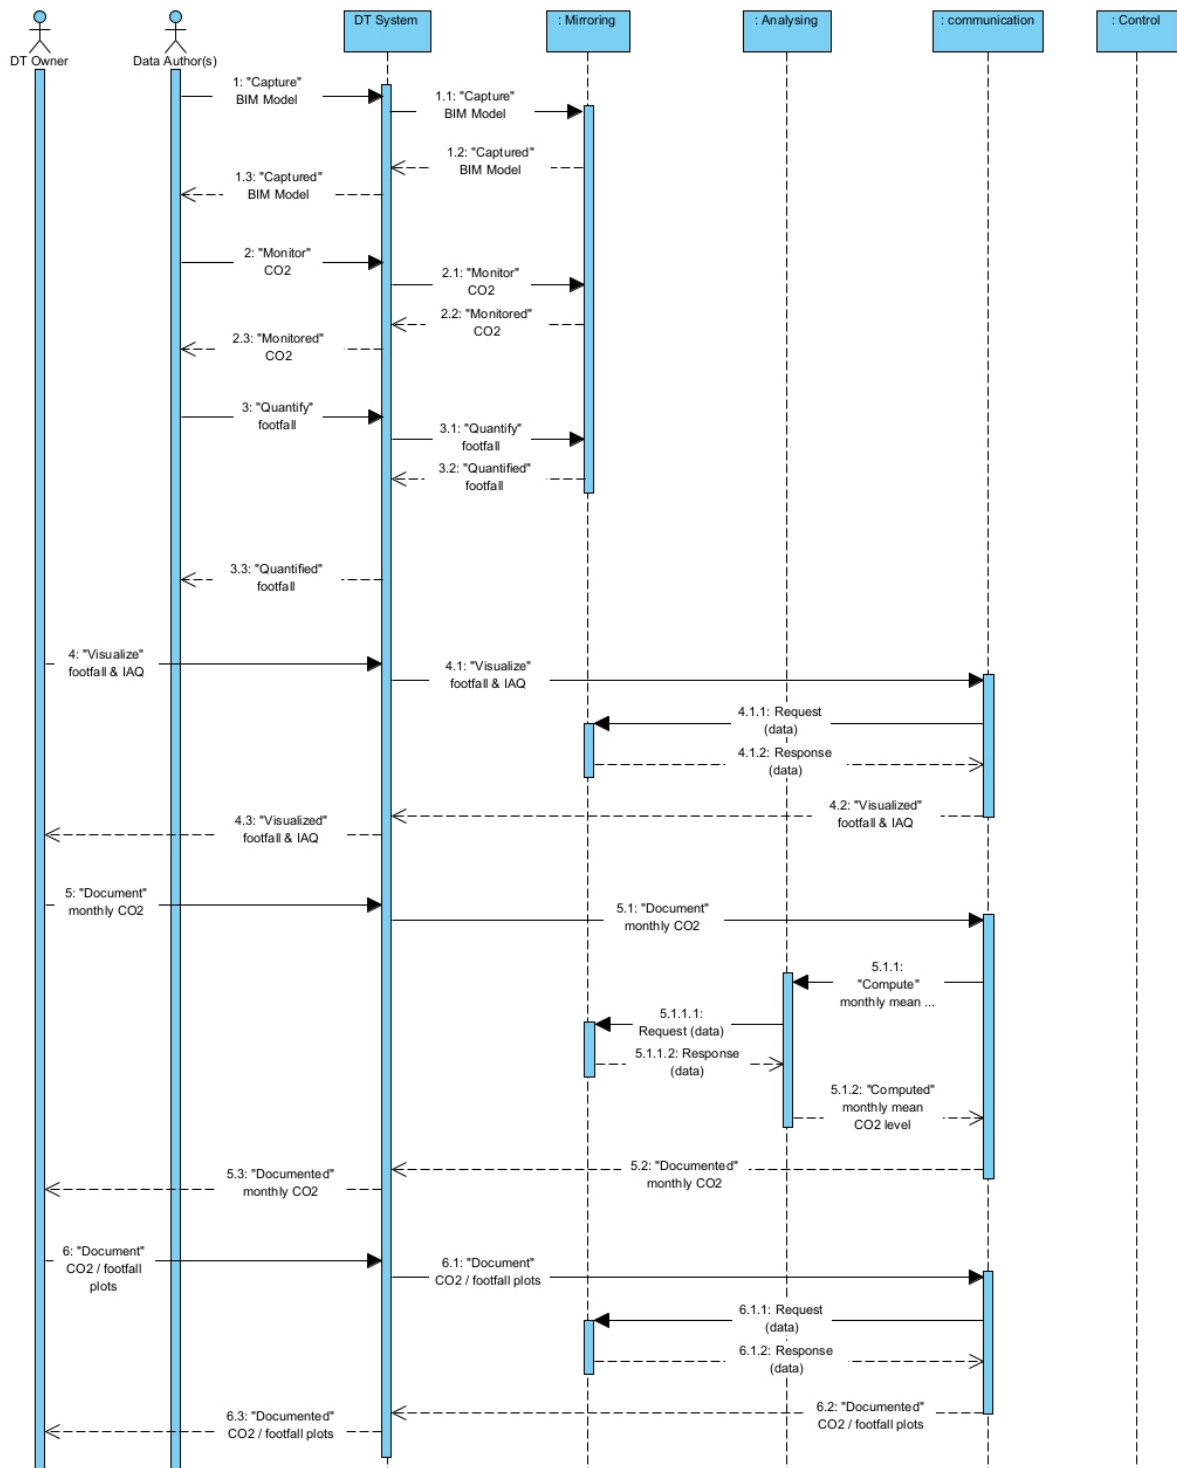 DT Owner
Data Author(s)
DT System
: Mirroring
: Analysing
: communication
: Control
1: "Capture"
BIM Model
1.1: "Capture"
BIM Model
1.2: "Captured"
BIM Model
1.3: "Captured"
BIM Model
2: "Monitor"
CO2
2.1: "Monitor"
CO2
2.2: "Monitored"
CO2
2.3: "Monitored"
CO2
3: "Quantify"
footfall
3.1: "Quantify"
footfall
3.2: "Quantified"
footfall
3.3: "Quantified"
footfall
4: "Visualize"
footfall & IAQ
4.1: "Visualize"
footfall & IAQ
4.1.1: Request
(data)
4.1.2: Response
(data)
4.2: "Visualized"
footfall & IAQ
4.3: "Visualized"
footfall & IAQ
5: "Document"
monthly CO2
5.1: "Document"
monthly CO2
5.1.1:
"Compute"
monthly mean ...
5.1.1.1:
Request (data)
5.1.1.2: Response
(data)
5.1.2: "Computed"
monthly mean
CO2 level
5.2: "Documented"
monthly CO2
5.3: "Documented"
monthly CO2
6: "Document"
CO2 / footfall
plots
6.1: "Document"
CO2 / footfall plots
6.1.1: Request
(data)
6.1.2: Response
(data)
6.2: "Documented"
CO2 / footfall plots
6.3: "Documented"
CO2 / footfall plots